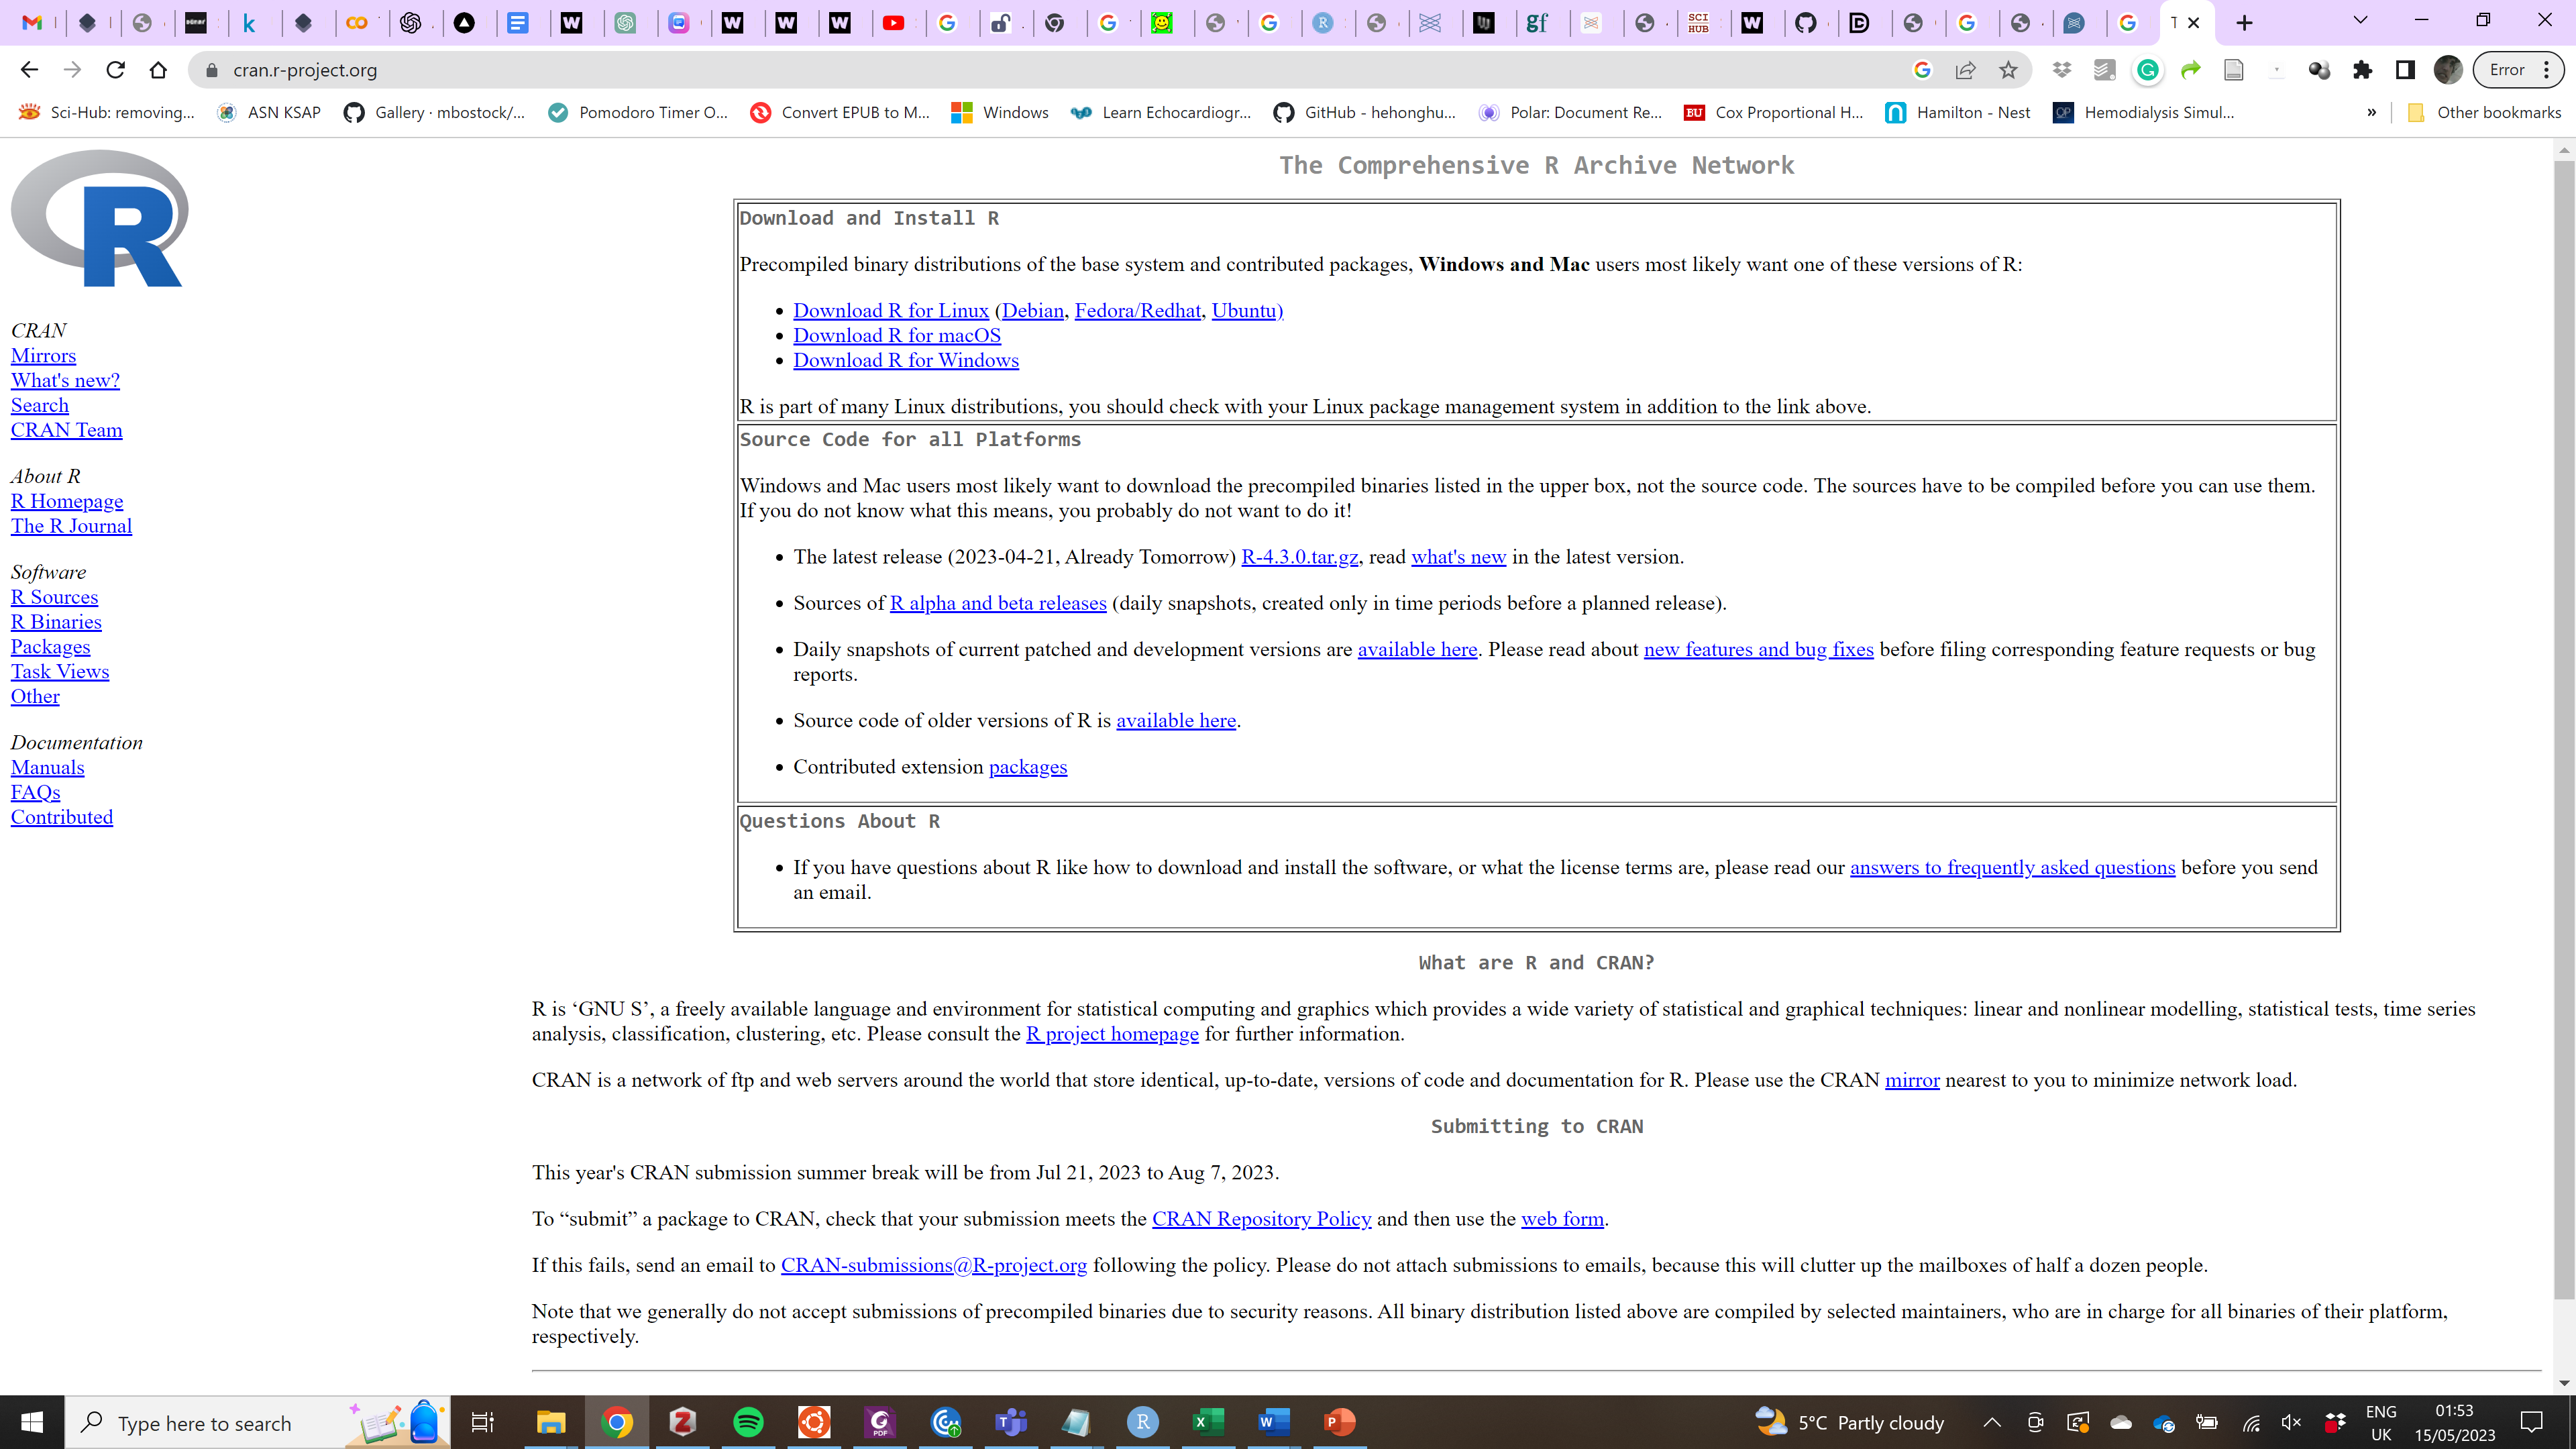 T
cran.r-project.org
Error
Sci-Hub: removing...
ASN KSAP
Gallery · mbostock/...
Pomodoro Timer O...
Convert EPUB to M...
Windows
Learn Echocardiogr...
GitHub - hehonghu...
Polar: Document Re...
Cox Proportional H...
Hamilton - Nest
Hemodialysis Simul...
»
Other bookmarks
R
CRAN
Mirrors
What's new?
Search
CRAN Team
About R
R Homepage
The R Journal
Software
R Sources
R Binaries
Packages
Task Views
Other
Documentation
Manuals
FAQs
Contributed
The Comprehensive R Archive Network
Download and Install R
Precompiled binary distributions of the base system and contributed packages, Windows and Mac users most likely want one of these versions of R:
• Download R for Linux (Debian, Fedora/Redhat, Ubuntu)
• Download R for macOS
• Download R for Windows
R is part of many Linux distributions, you should check with your Linux package management system in addition to the link above.
Source Code for all Platforms
Windows and Mac users most likely want to download the precompiled binaries listed in the upper box, not the source code. The sources have to be compiled before you can use them.
If you do not know what this means, you probably do not want to do it!
• The latest release (2023-04-21, Already Tomorrow) R-4.3.0.tar.gz, read what's new in the latest version.
• Sources of R alpha and beta releases (daily snapshots, created only in time periods before a planned release).
• Daily snapshots of current patched and development versions are available here. Please read about new features and bug fixes before filing corresponding feature requests or bug
reports.
• Source code of older versions of R is available here.
• Contributed extension packages
Questions About R
• If you have questions about R like how to download and install the software, or what the license terms are, please read our answers to frequently asked questions before you send
an email.
What are R and CRAN?
R is ‘GNU S’, a freely available language and environment for statistical computing and graphics which provides a wide variety of statistical and graphical techniques: linear and nonlinear modelling, statistical tests, time series
analysis, classification, clustering, etc. Please consult the R project homepage for further information.
CRAN is a network of ftp and web servers around the world that store identical, up-to-date, versions of code and documentation for R. Please use the CRAN mirror nearest to you to minimize network load.
Submitting to CRAN
This year's CRAN submission summer break will be from Jul 21, 2023 to Aug 7, 2023.
To “submit” a package to CRAN, check that your submission meets the CRAN Repository Policy and then use the web form.
If this fails, send an email to CRAN-submissions@R-project.org following the policy. Please do not attach submissions to emails, because this will clutter up the mailboxes of half a dozen people.
Note that we generally do not accept submissions of precompiled binaries due to security reasons. All binary distribution listed above are compiled by selected maintainers, who are in charge for all binaries of their platform,
respectively.
Type here to search
5°C Partly cloudy
ENG
UK
01:53
15/05/2023